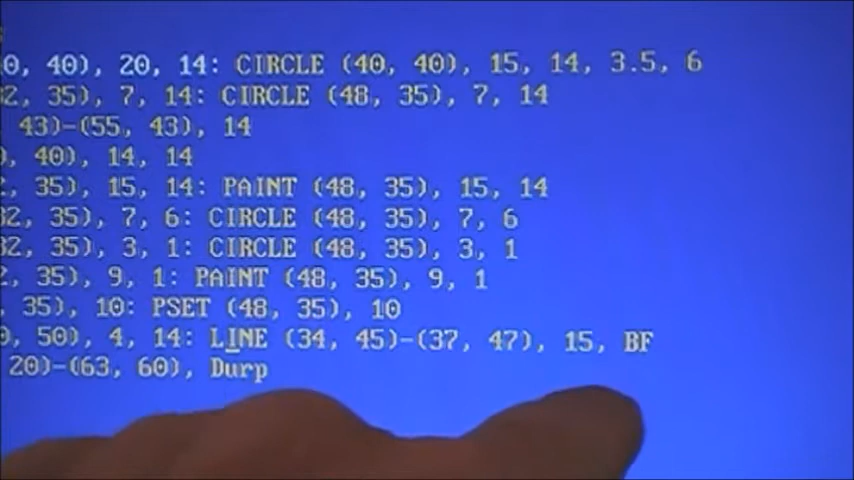 0, 40), 20, 14: CIRCLE (40, 40), 15, 14, 3.5, 6
32, 35), 7, 14: CIRCLE (48, 35), 7, 14
43)-(55, 43), 14
, 40), 14, 14
2, 35), 15, 14: PAINT (48, 35), 15, 14
32, 35), 7, 6: CIRCLE (48, 35), 7, 6
32, 35), 3, 1: CIRCLE (48, 35), 3, 1
2, 35), 9, 1: PAINT (48, 35), 9, 1
, 35), 10: PSET (48, 35), 10
0, 50), 4, 14: LINE (34, 45)-(37, 47), 15, BF
20)-(63, 60), Durp